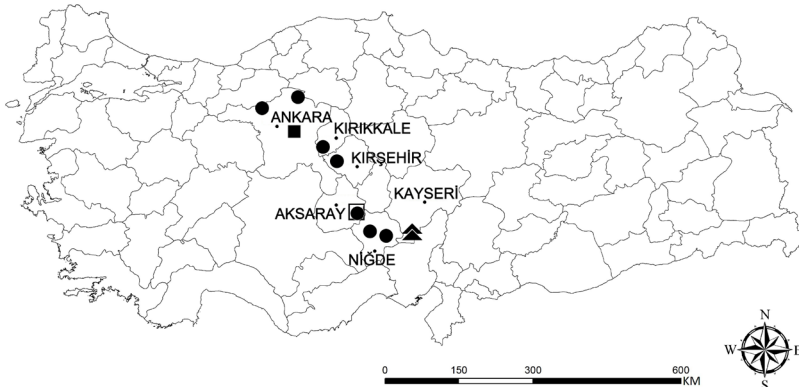 ANKARA
KIRIKKALE
KIRŞEHİR
KAYSERİ
AKSARAY
NİĞDE
N
W E
S
0 150 300 600
KM